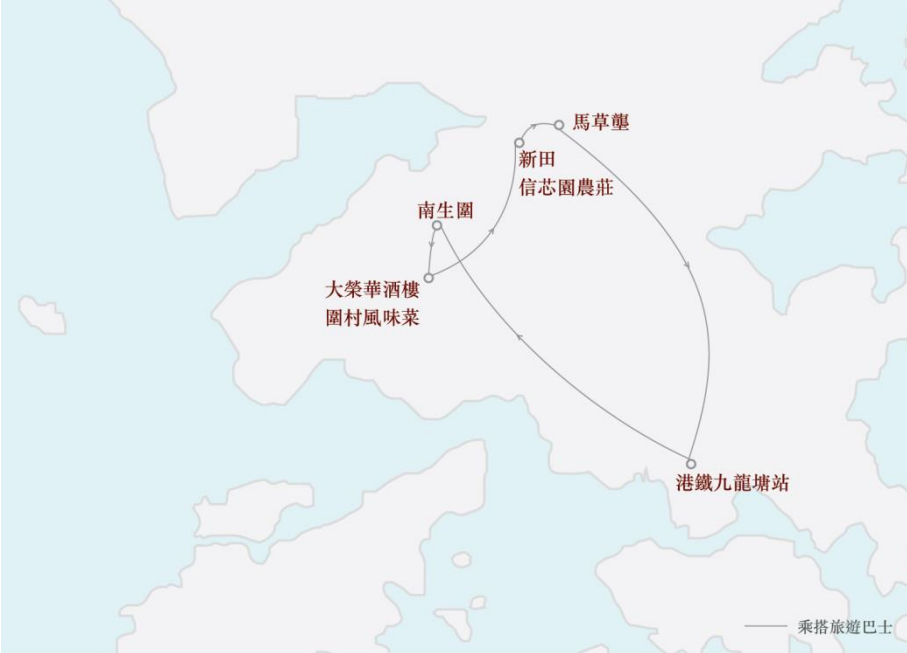 馬草壟
新田
信芯園農莊
南生圍
大榮華酒樓
圍村風味菜
港鐵九龍塘站
乘搭旅遊巴士